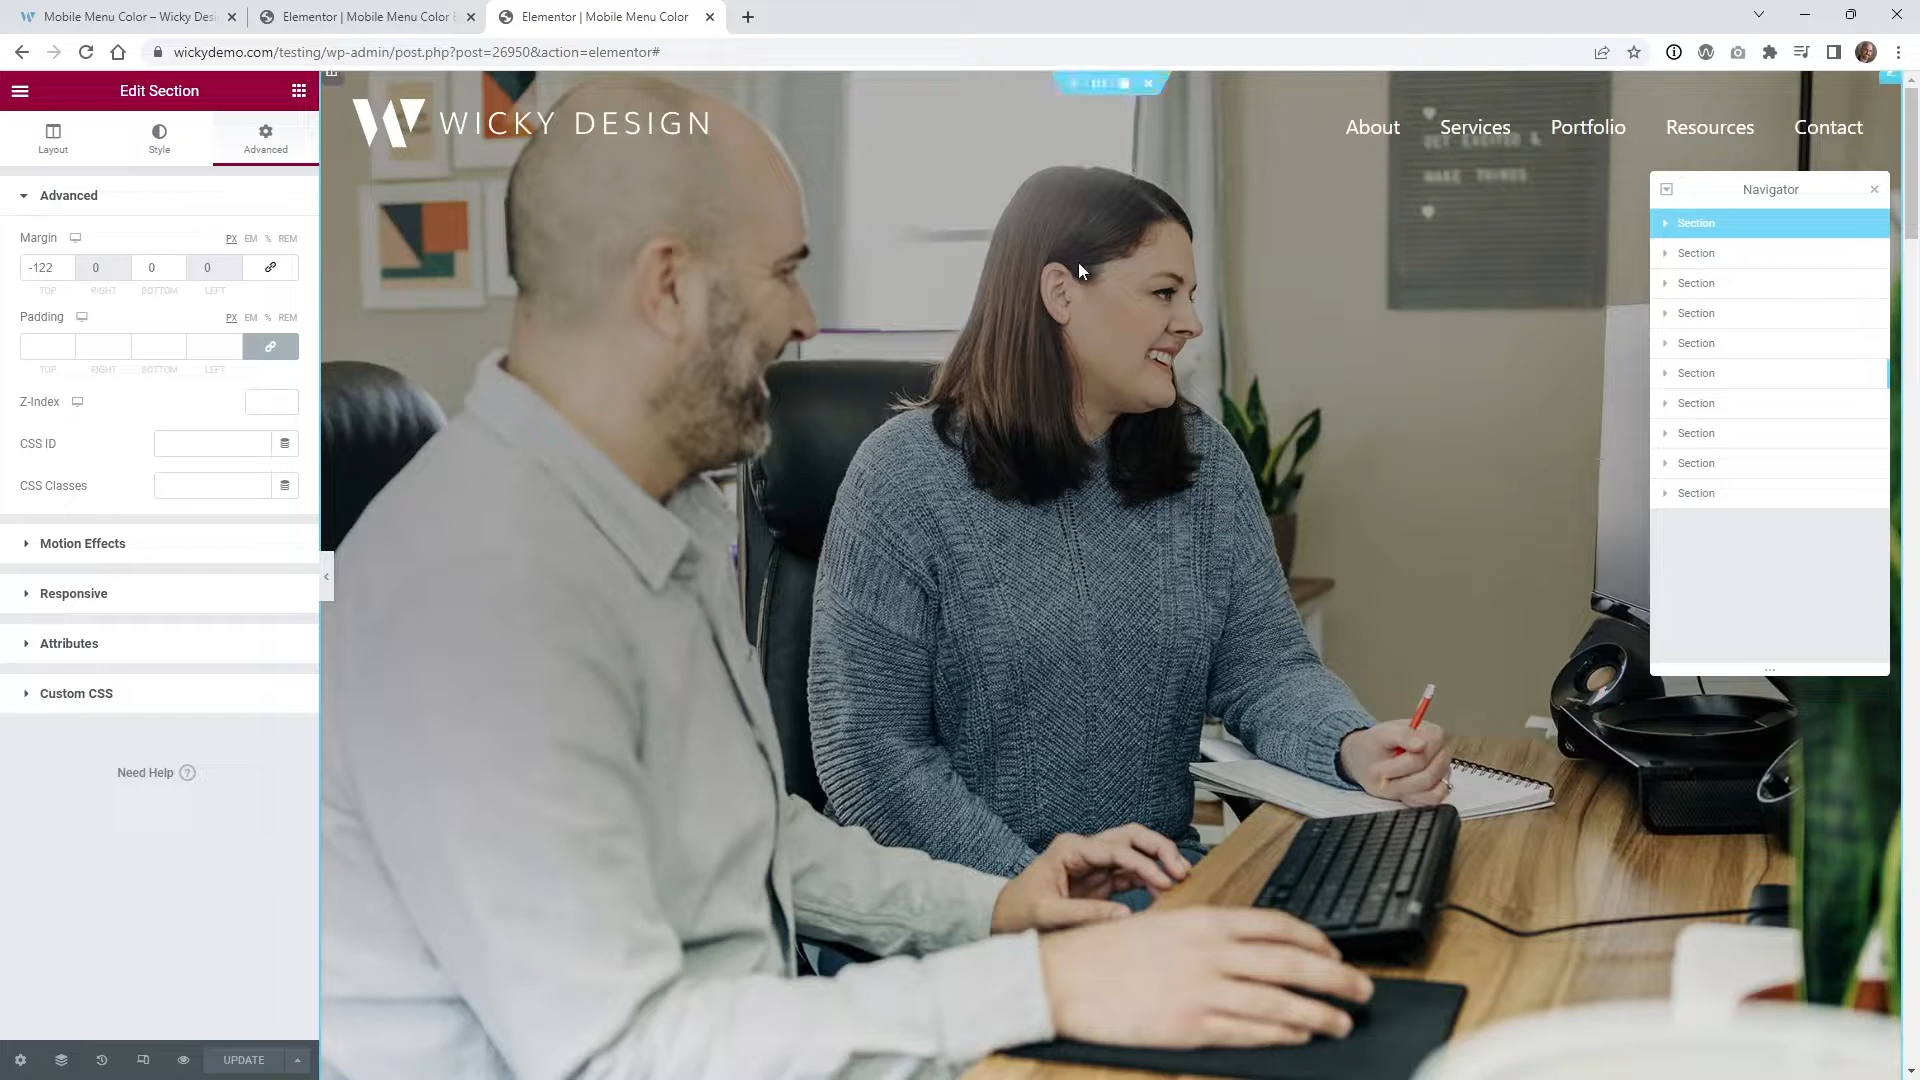 Mobile Menu Color – Wicky Desi
Elementor | Mobile Menu Color
Elementor | Mobile Menu Color
wickydemo.com/testing/wp-admin/post.php?post=26950&action=elementor#
Edit Section
Layout
Style
Advanced
Advanced
Margin
PX EM % REM
-122 0 0 0
TOP RIGHT BOTTOM LEFT
Padding
PX EM % REM
TOP RIGHT BOTTOM LEFT
Z-Index
CSS ID
CSS Classes
Motion Effects
Responsive
Attributes
Custom CSS
Need Help ?
UPDATE
WICKY DESIGN
About Services Portfolio Resources Contact
GET EXCITED &
MAKE THINGS
Navigator
Section
Section
Section
Section
Section
Section
Section
Section
Section
Section